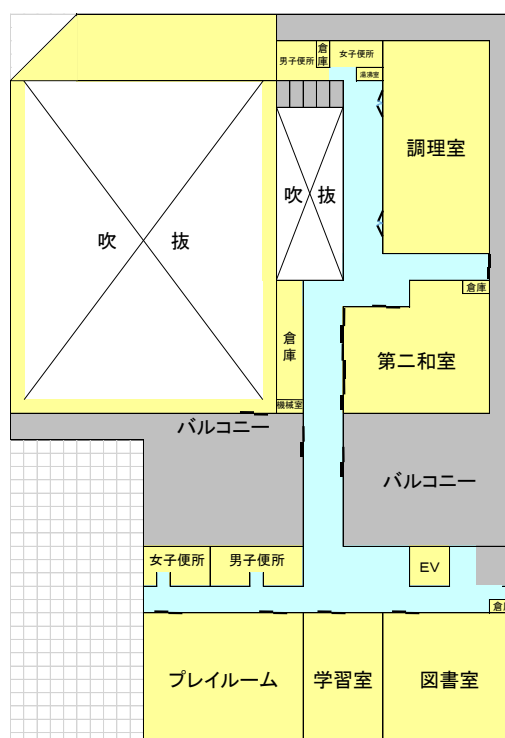 男子便所
倉
庫
女子便所
湯沸室
調理室
吹 抜
吹 抜
倉庫
倉
庫
第二和室
機械室
バルコニー
バルコニー
女子便所
男子便所
EV
倉庫
プレイルーム
学習室
図書室